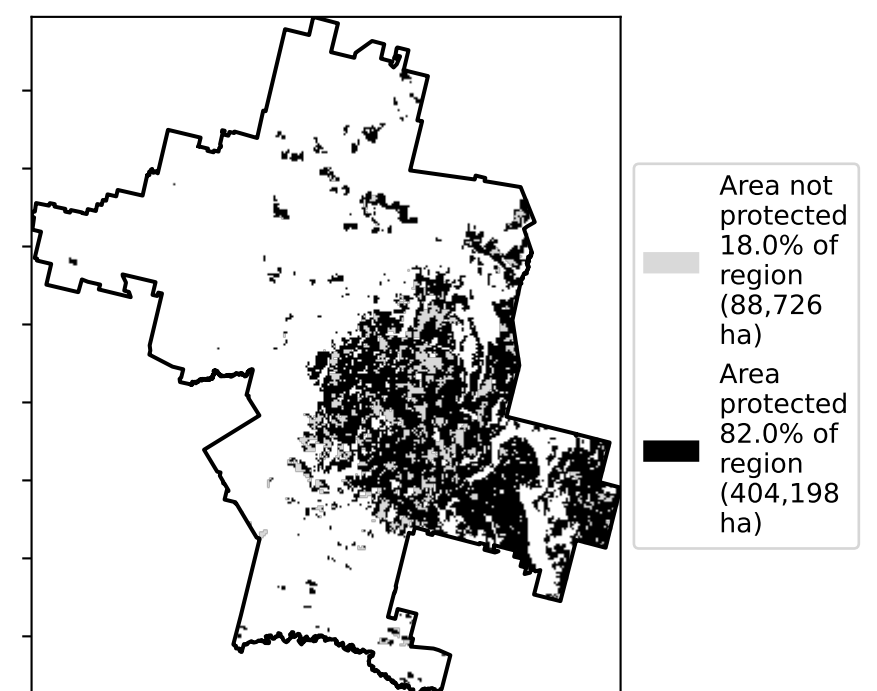 Area not
protected
18.0% of
region
(88,726
ha)
Area
protected
82.0% of
region
(404,198
ha)